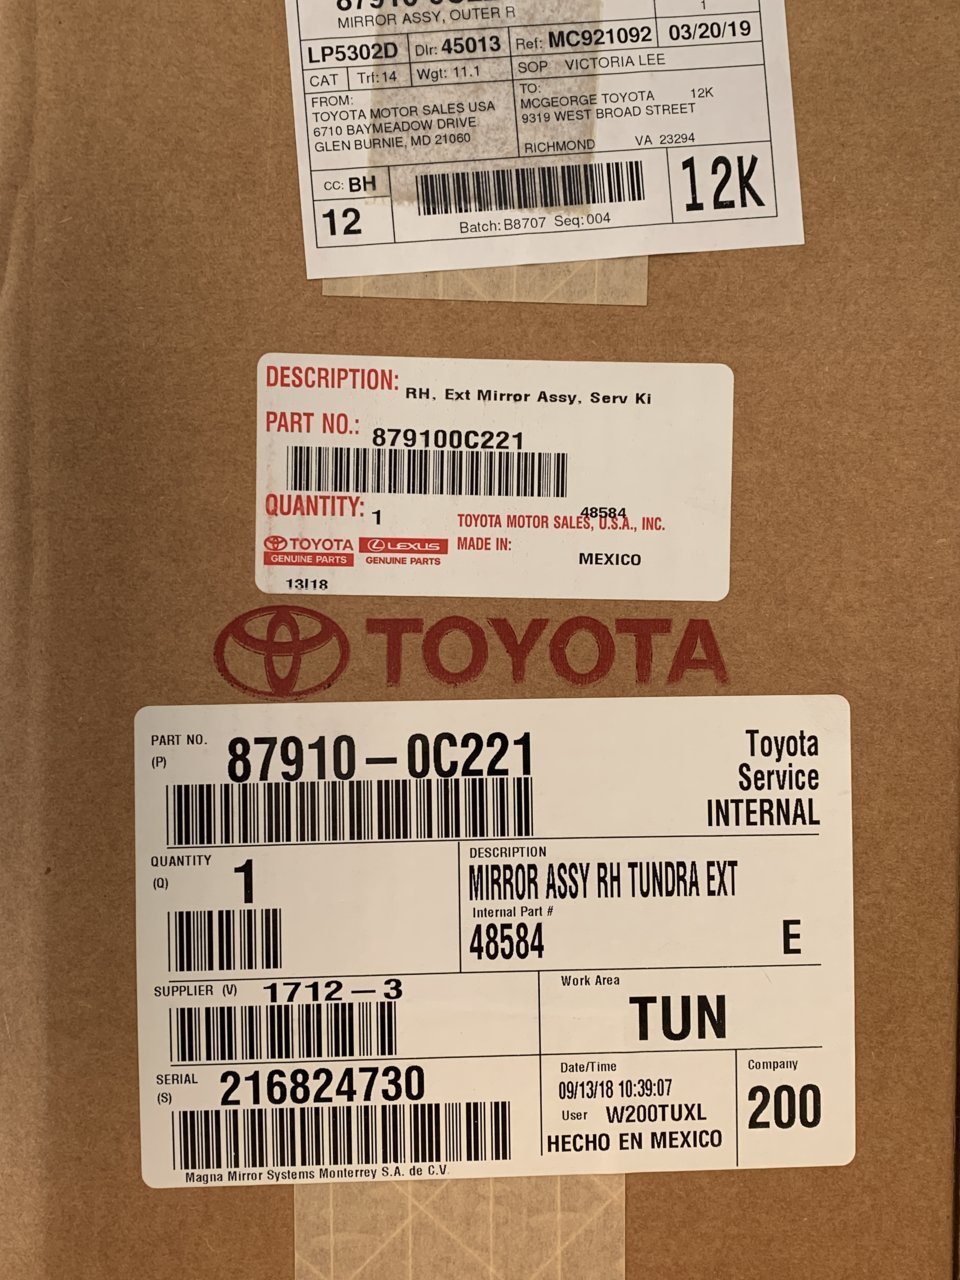 MIRROR ASSY, OUTER R
1
LP5302D Dlr: 45013 Ref: MC921092 03/20/19
CAT Trf: 14 Wgt: 11.1 SOP VICTORIA LEE
FROM:
TOYOTA MOTOR SALES USA
6710 BAYMEADOW DRIVE
GLEN BURNIE, MD 21060
TO:
MCGEORGE TOYOTA 12K
9319 WEST BROAD STREET
RICHMOND VA 23294
CC: BH
12
Batch: B8707 Seq: 004
12K
DESCRIPTION: RH, Ext Mirror Assy, Serv Ki
PART NO.: 879100C221
QUANTITY: 1
48584
TOYOTA MOTOR SALES, U.S.A., INC.
TOYOTA
GENUINE PARTS
LEXUS
GENUINE PARTS
MADE IN: MEXICO
13I18
TOYOTA
PART NO.
(P)
87910-0C221
Toyota
Service
INTERNAL
QUANTITY
(Q)
1
DESCRIPTION
MIRROR ASSY RH TUNDRA EXT
Internal Part #
48584 E
SUPPLIER (V) 1712-3
Work Area
TUN
SERIAL
(S)
216824730
Magna Mirror Systems Monterrey S.A. de C.V.
Date/Time
09/13/18 10:39:07
User W200TUXL
HECHO EN MEXICO
Company
200